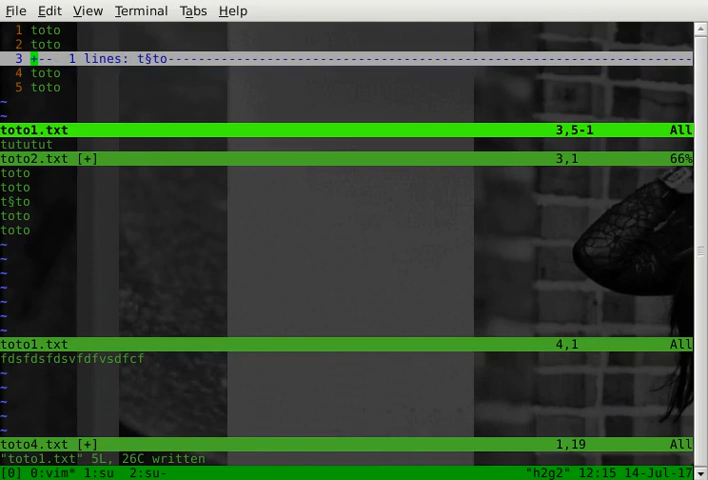 File Edit View Terminal Tabs Help
1 toto
2 toto
3 +--  1 lines: t§to--------------------------------------------------------------------------
4 toto
5 toto
~
~
toto1.txt 3,5-1 All
tututut
toto2.txt [+] 3,1 66%
toto
toto
t§to
toto
toto
~
~
~
~
~
~
~
toto1.txt 4,1 All
fdsfdsfdsvfdfvsdfcf
~
~
~
~
~
toto4.txt [+] 1,19 All
"toto1.txt" 5L, 26C written
[0] 0:vim* 1:su  2:su- "h2g2" 12:15 14-Jul-17